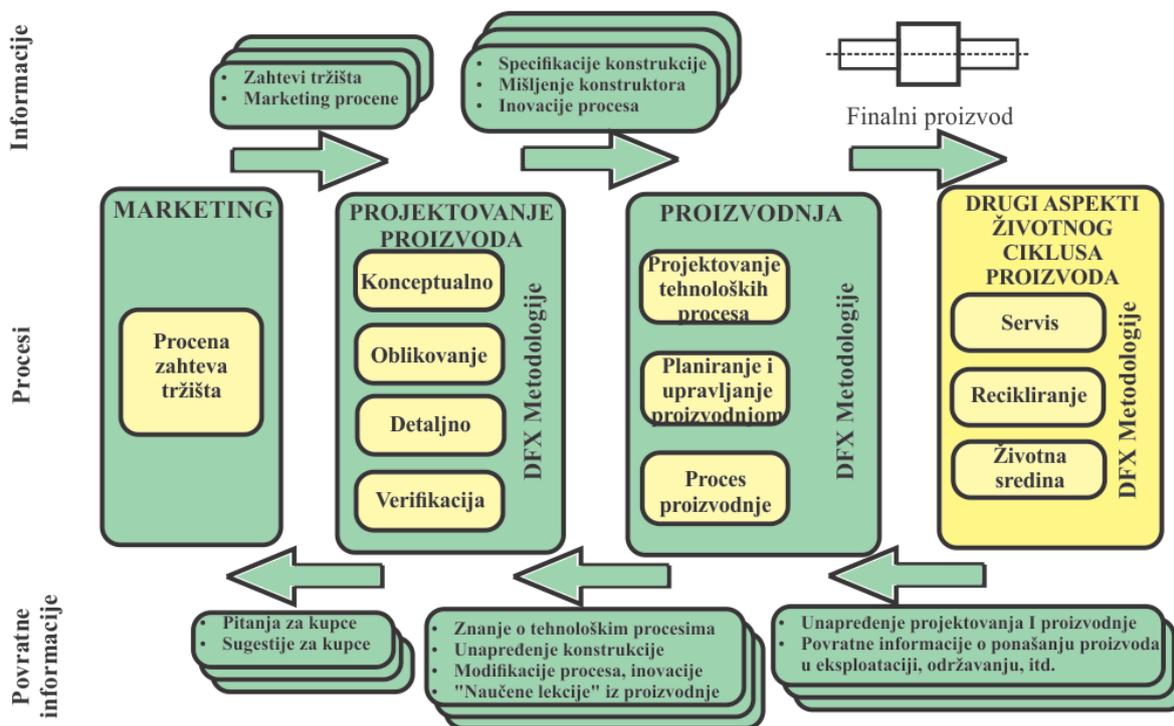 Informacije
• Zahtevi tržišta
• Marketing procene
• Specifikacije konstrukcije
• Mišljenje konstruktora
• Inovacije procesa
Finalni proizvod
Procesi
MARKETING
Procena
zahteva
tržišta
PROJEKTOVANJE
PROIZVODA
Konceptualno
Oblikovanje
Detaljno
Verifikacija
DFX Metodologije
PROIZVODNJA
Projektovanje
tehnoloških
procesa
Planiranje i
upravljanje
proizvodnjom
Proces
proizvodnje
DFX Metodologije
DRUGI ASPEKTI
ŽIVOTNOG
CIKLUSA
PROIZVODA
Servis
Recikliranje
Životna
sredina
DFX Metodologije
Povratne
informacije
• Pitanja za kupce
• Sugestije za kupce
• Znanje o tehnološkim procesima
• Unapređenje konstrukcije
• Modifikacije procesa, inovacije
• "Naučene lekcije" iz proizvodnje
• Unapređenje projektovanja I proizvodnje
• Povratne informacije o ponašanju proizvoda
u eksploataciji, održavanju, itd.